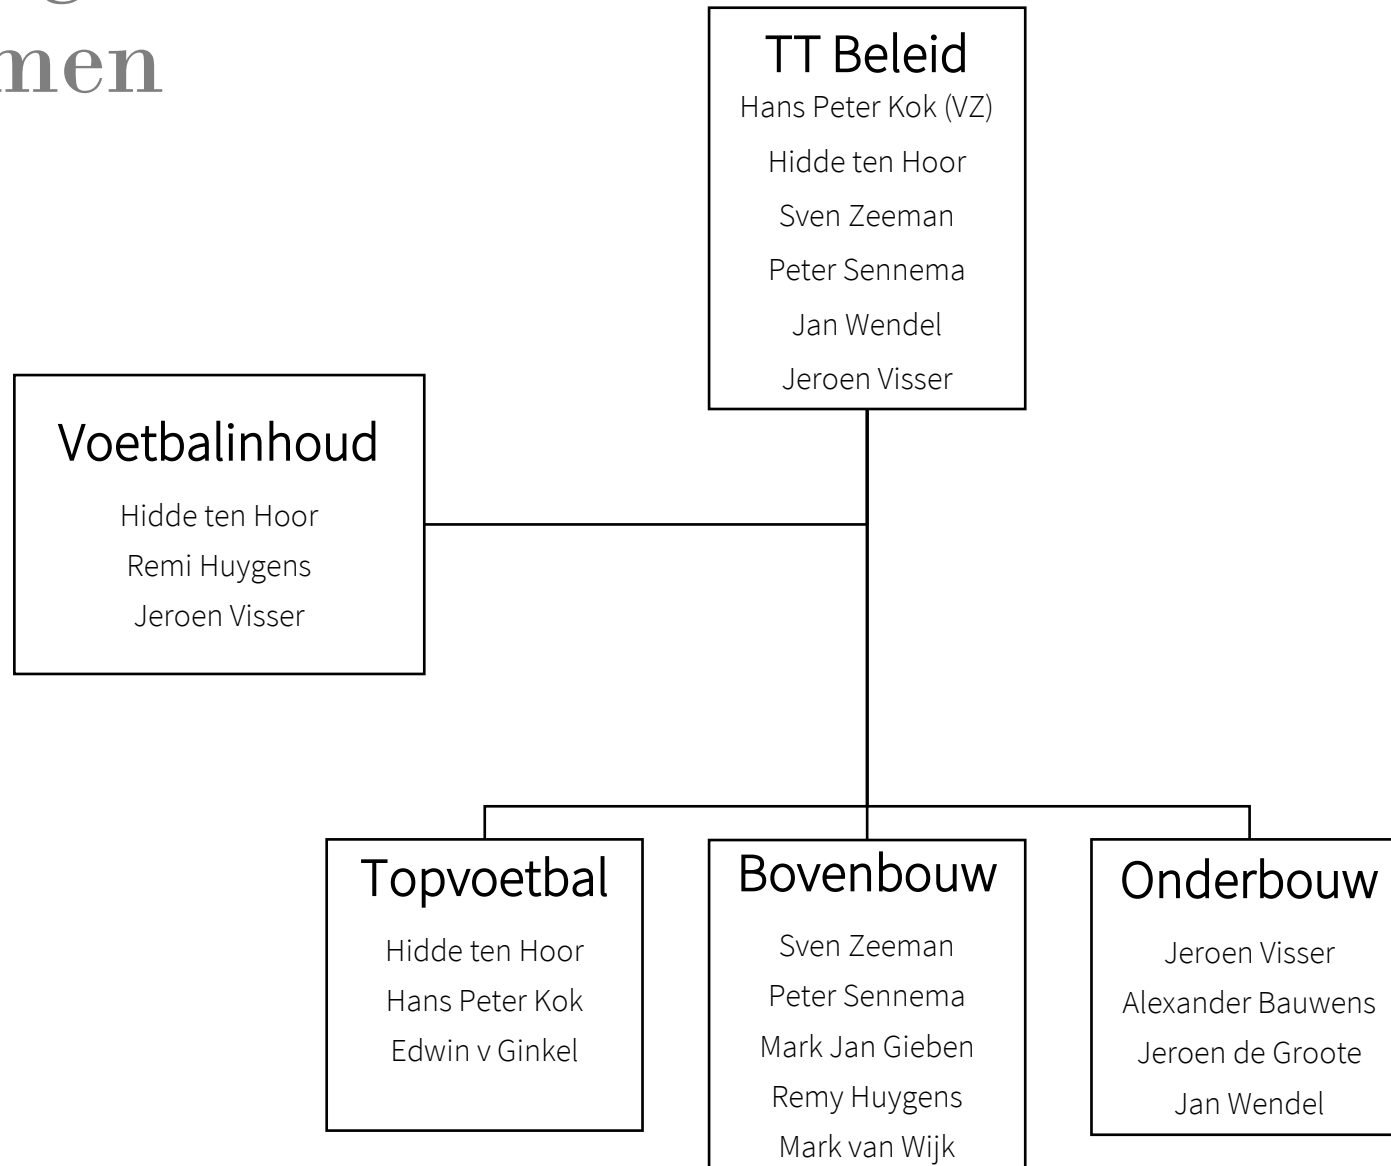 TT Beleid
Hans Peter Kok (VZ)
Hidde ten Hoor
Sven Zeeman
Peter Sennema
Jan Wendel
Jeroen Visser
Voetbalinhoud
Hidde ten Hoor
Remi Huygens
Jeroen Visser
Topvoetbal
Hidde ten Hoor
Hans Peter Kok
Edwin v Ginkel
Bovenbouw
Sven Zeeman
Peter Sennema
Mark Jan Gieben
Remy Huygens
Mark van Wijk
Onderbouw
Jeroen Visser
Alexander Bauwens
Jeroen de Groote
Jan Wendel